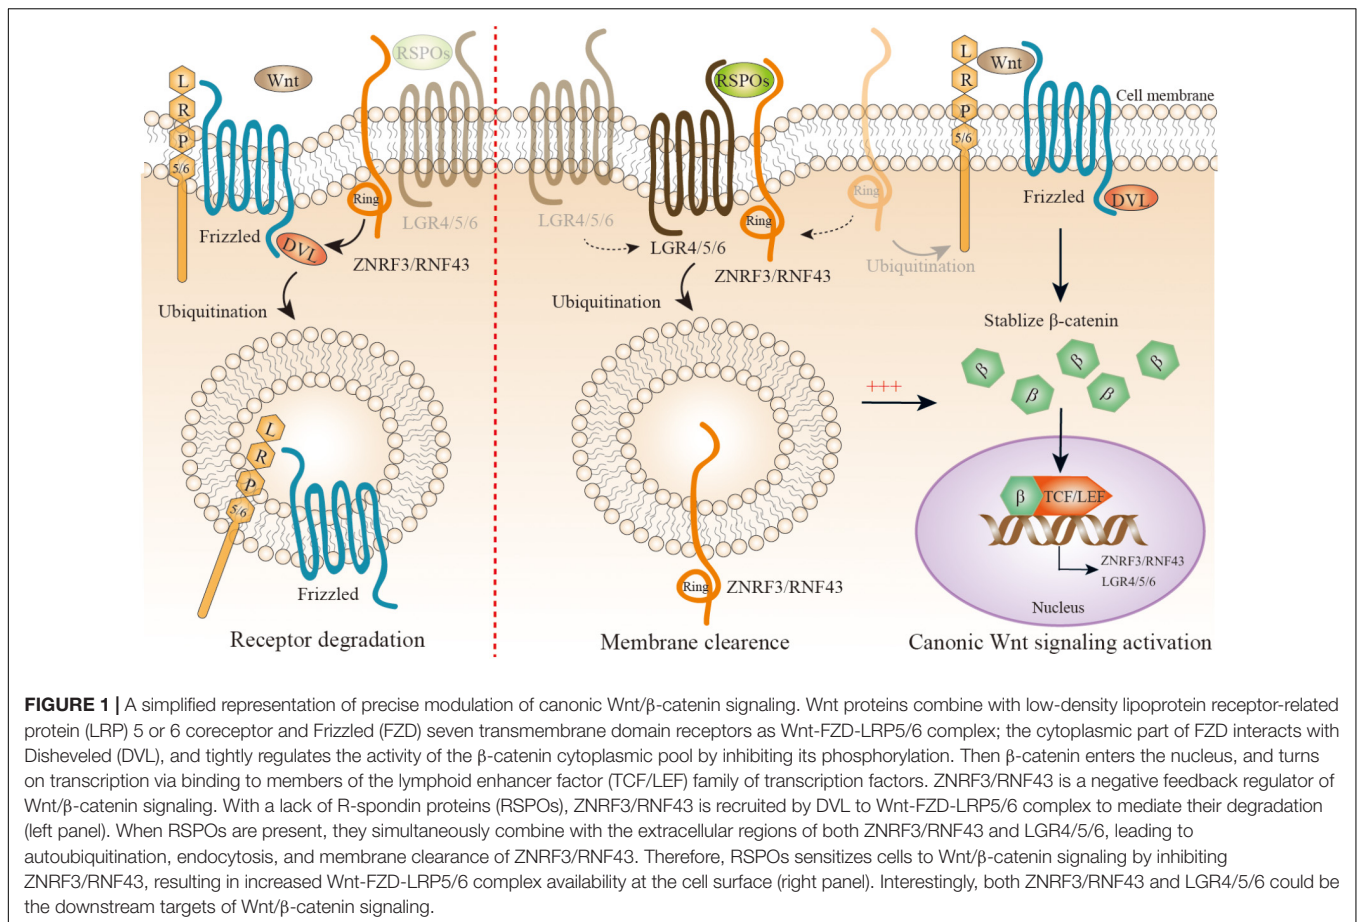 L
R
P
5/6
Wnt
RSPOs
Ring
LGR4/5/6
Frizzled
DVL
ZNRF3/RNF43
Ubiquitination
L
R
P
5/6
Frizzled
Receptor degradation
RSPOs
LGR4/5/6
LGR4/5/6
Ring
ZNRF3/RNF43
Ring
Ubiquitination
Ubiquitination
Ring
ZNRF3/RNF43
Membrane clearence
+++
L
R
P
5/6
Wnt
Cell membrane
Frizzled
DVL
Stablize β-catenin
β
β
β
β
β
β
TCF/LEF
ZNRF3/RNF43
LGR4/5/6
Nucleus
Canonic Wnt signaling activation
FIGURE 1 | A simplified representation of precise modulation of canonic Wnt/β-catenin signaling. Wnt proteins combine with low-density lipoprotein receptor-related
protein (LRP) 5 or 6 coreceptor and Frizzled (FZD) seven transmembrane domain receptors as Wnt-FZD-LRP5/6 complex; the cytoplasmic part of FZD interacts with
Disheveled (DVL), and tightly regulates the activity of the β-catenin cytoplasmic pool by inhibiting its phosphorylation. Then β-catenin enters the nucleus, and turns
on transcription via binding to members of the lymphoid enhancer factor (TCF/LEF) family of transcription factors. ZNRF3/RNF43 is a negative feedback regulator of
Wnt/β-catenin signaling. With a lack of R-spondin proteins (RSPOs), ZNRF3/RNF43 is recruited by DVL to Wnt-FZD-LRP5/6 complex to mediate their degradation
(left panel). When RSPOs are present, they simultaneously combine with the extracellular regions of both ZNRF3/RNF43 and LGR4/5/6, leading to
autoubiquitination, endocytosis, and membrane clearance of ZNRF3/RNF43. Therefore, RSPOs sensitizes cells to Wnt/β-catenin signaling by inhibiting
ZNRF3/RNF43, resulting in increased Wnt-FZD-LRP5/6 complex availability at the cell surface (right panel). Interestingly, both ZNRF3/RNF43 and LGR4/5/6 could be
the downstream targets of Wnt/β-catenin signaling.